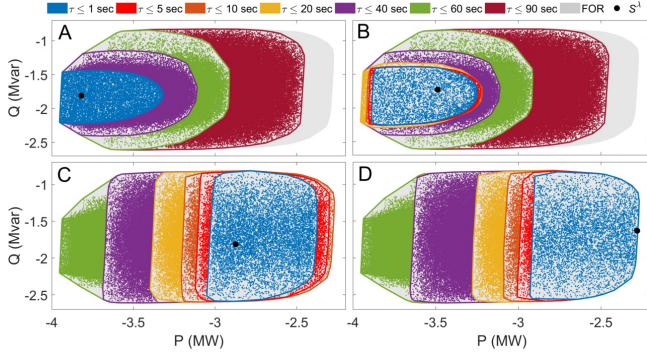 τ ≤ 1 sec τ ≤ 5 sec τ ≤ 10 sec τ ≤ 20 sec τ ≤ 40 sec τ ≤ 60 sec τ ≤ 90 sec FOR S^λ
A
B
-1
-1.5
-2
-2.5
Q (Mvar)
C
D
-1
-1.5
-2
-2.5
Q (Mvar)
-4 -3.5 -3 -2.5 -4 -3.5 -3 -2.5
P (MW) P (MW)